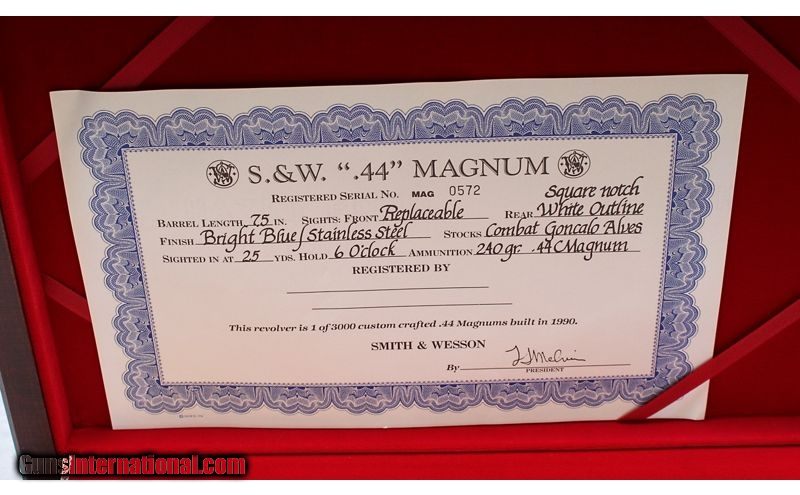 S.&W. ".44" MAGNUM
REGISTERED SERIAL NO. MAG 0572
Square notch
BARREL LENGTH 7.5 IN. SIGHTS: FRONT Replaceable REAR White Outline
FINISH Bright Blue/Stainless Steel STOCKS Combat Goncalo Alves
SIGHTED IN AT 25 YDS. HOLD 6 O'clock AMMUNITION 240 gr. .44 Magnum
REGISTERED BY
This revolver is 1 of 3000 custom crafted .44 Magnums built in 1990.
SMITH & WESSON
By
PRESIDENT
GunsInternational.com